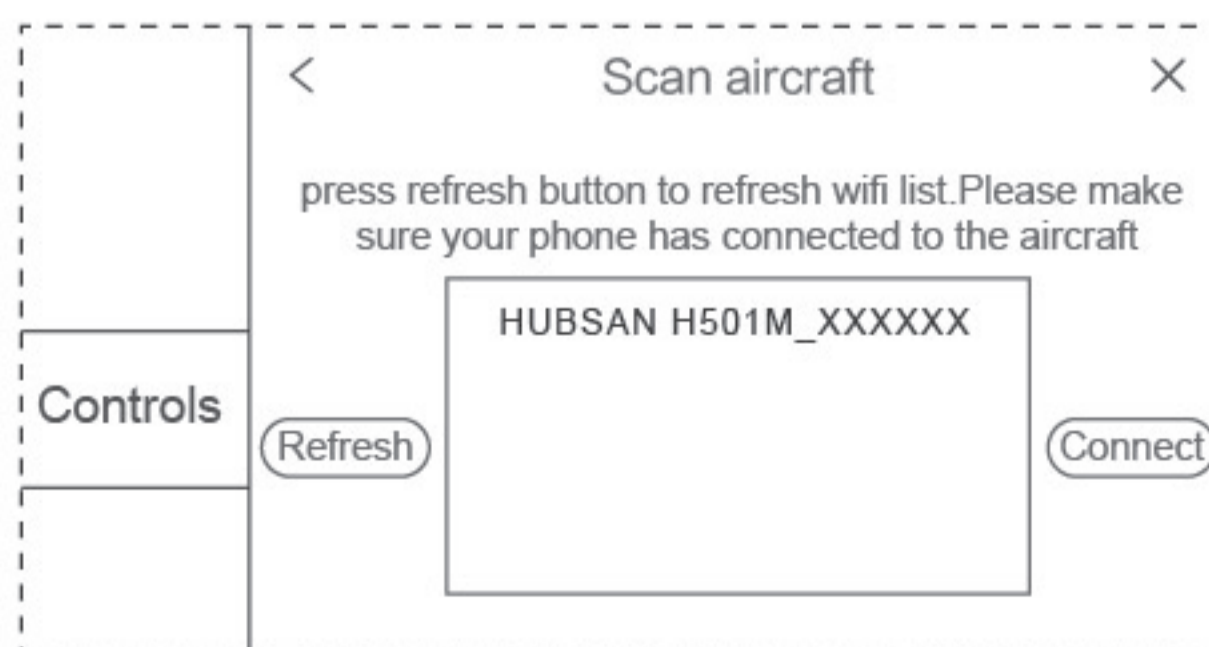 < Scan aircraft ×
press refresh button to refresh wifi list.Please make
sure your phone has connected to the aircraft
HUBSAN H501M_XXXXXX
Controls
Refresh
Connect